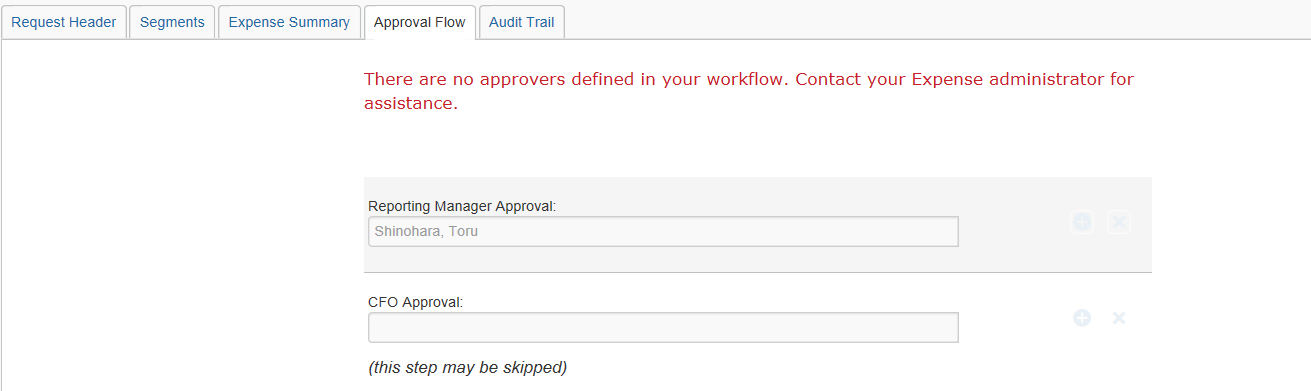 Request Header
Segments
Expense Summary
Approval Flow
Audit Trail
There are no approvers defined in your workflow. Contact your Expense administrator for
assistance.
Reporting Manager Approval:
Shinohara, Toru
CFO Approval:
(this step may be skipped)